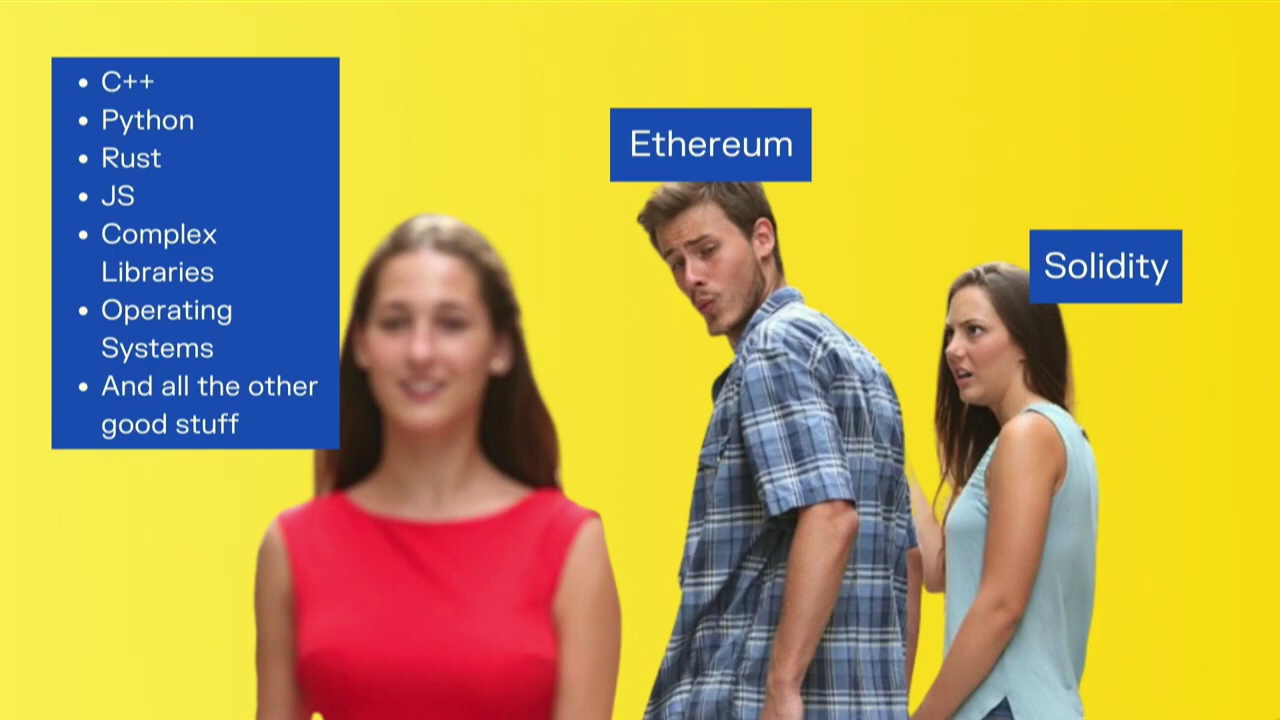 • C++
• Python
• Rust
• JS
• Complex
Libraries
• Operating
Systems
• And all the other
good stuff
Ethereum
Solidity